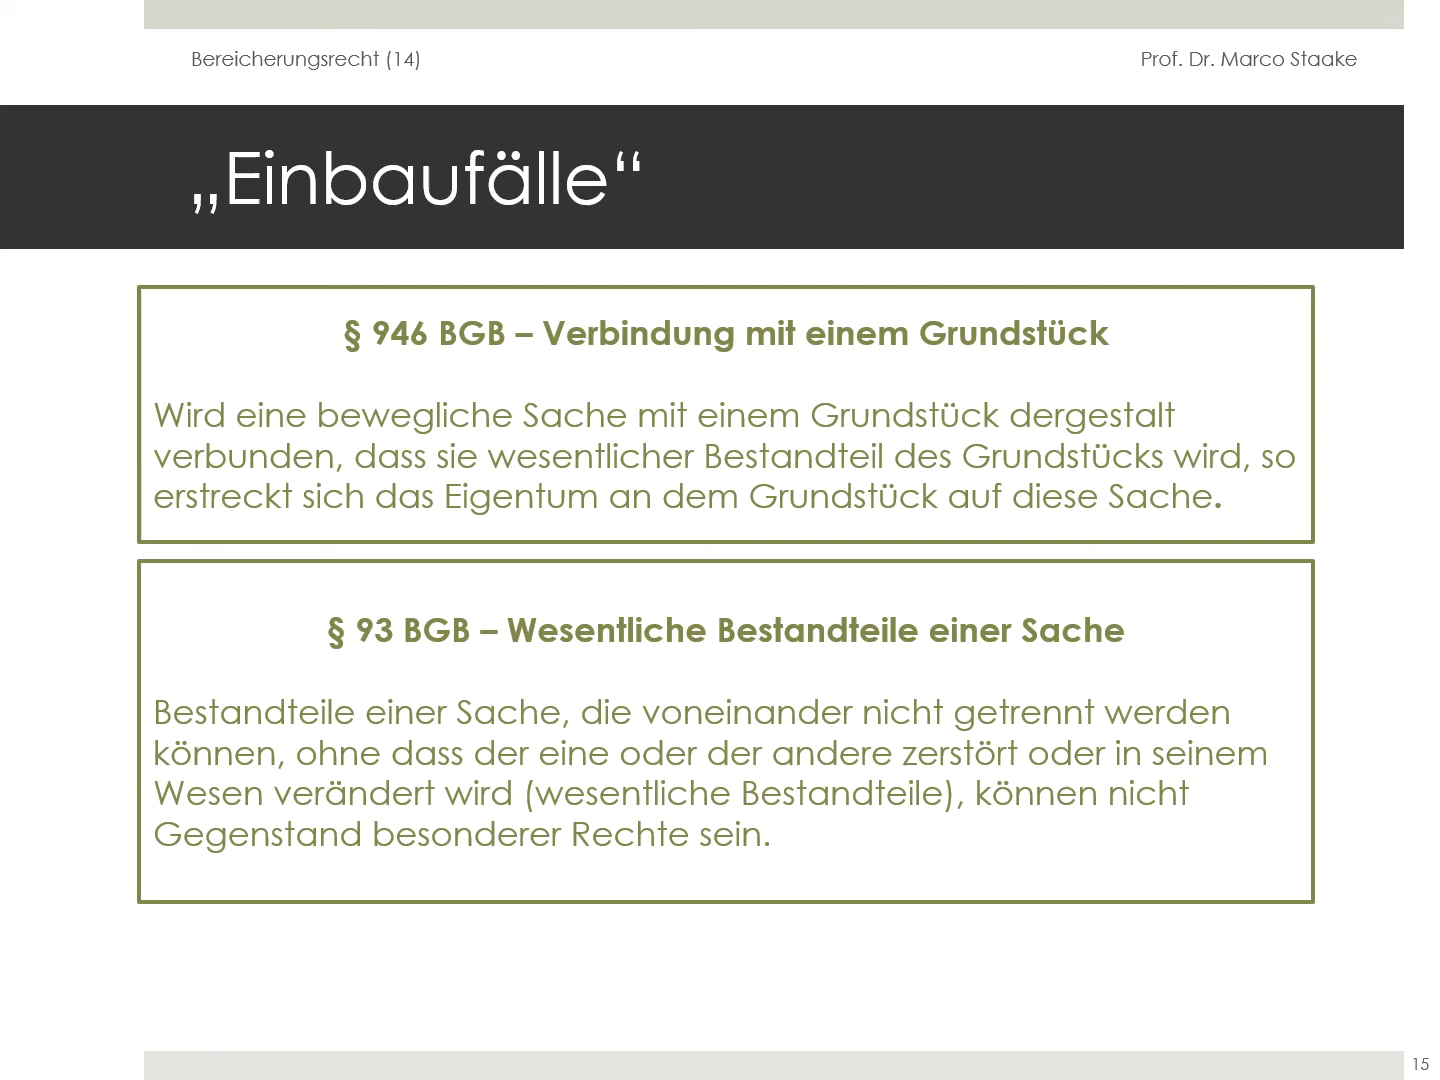 Bereicherungsrecht (14)
Prof. Dr. Marco Staake
„Einbaufälle“
§ 946 BGB – Verbindung mit einem Grundstück
Wird eine bewegliche Sache mit einem Grundstück dergestalt
verbunden, dass sie wesentlicher Bestandteil des Grundstücks wird, so
erstreckt sich das Eigentum an dem Grundstück auf diese Sache.
§ 93 BGB – Wesentliche Bestandteile einer Sache
Bestandteile einer Sache, die voneinander nicht getrennt werden
können, ohne dass der eine oder der andere zerstört oder in seinem
Wesen verändert wird (wesentliche Bestandteile), können nicht
Gegenstand besonderer Rechte sein.
15